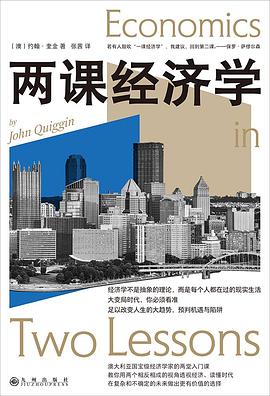 Economics
[澳] 约翰·奎金 著 张茜 译
若有人鼓吹“一课经济学”，我建议，回到第二课。——保罗·萨缪尔森
两课经济学
by
John Quiggin
in
经济学不是抽象的理论，而是每个人都在过的现实生活
大变局时代，你必须看准
足以改变人生的大趋势，预判机遇与陷阱
Two Lessons
九州出版社
JIUZHOUPRESS
澳大利亚国宝级经济学家的两堂入门课
教你用两个相反相成的视角透视经济、读懂时代
在复杂和不确定的未来做出更有价值的选择